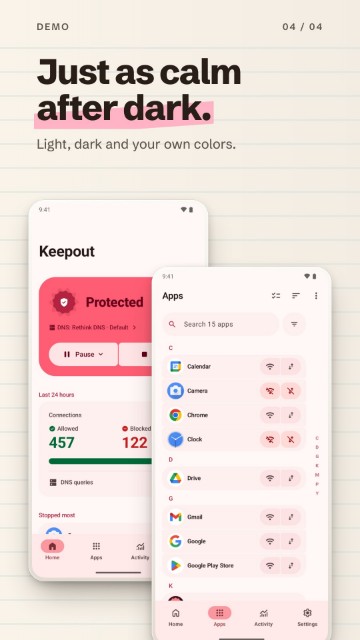 DEMO
04 / 04
Just as calm
after dark.
Light, dark and your own colors.
9:41
Keepout
Protected
DNS: Rethink DNS · Default
Pause
Last 24 hours
Connections
Allowed
Blocked
457
122
DNS queries
Stopped most
Home
Apps
Activity
9:41
Apps
Search 15 apps
C
Calendar
Camera
Chrome
Clock
D
Drive
G
Gmail
Google
Google Play Store
K
C
D
G
K
M
P
Y
Home
Apps
Activity
Settings